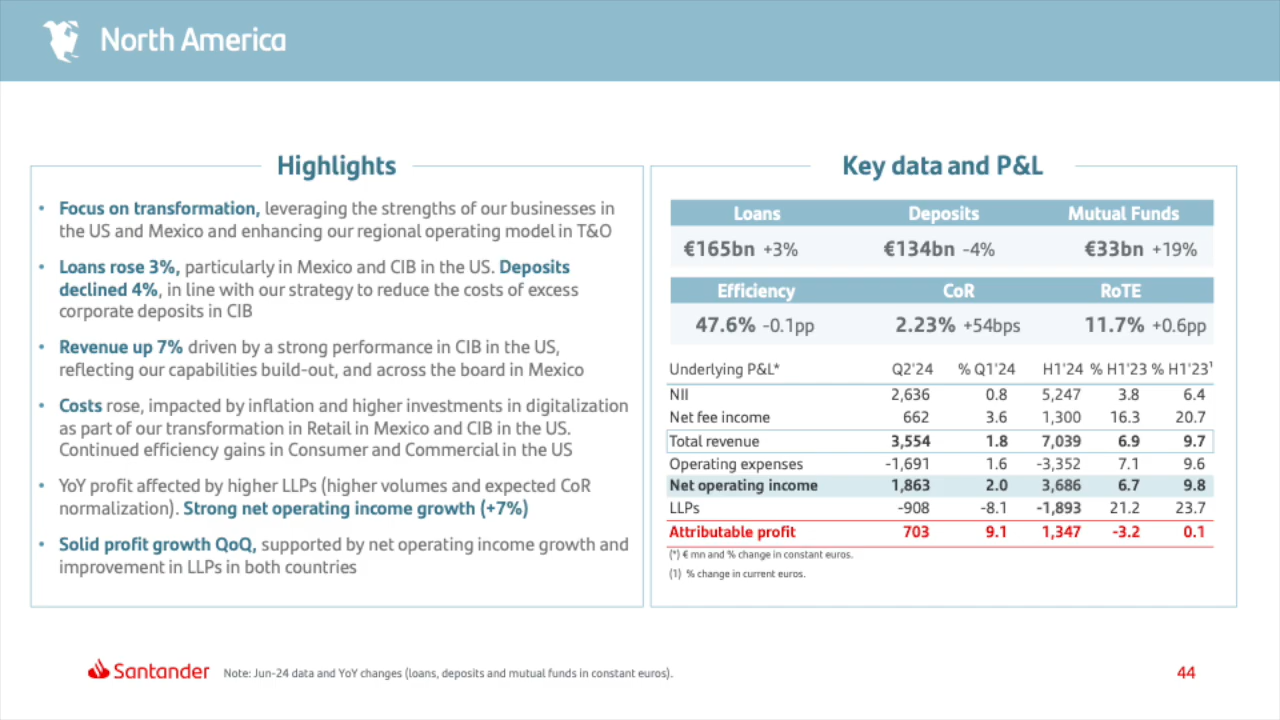 North America
Highlights
• Focus on transformation, leveraging the strengths of our businesses in
the US and Mexico and enhancing our regional operating model in T&O
• Loans rose 3%, particularly in Mexico and CIB in the US. Deposits
declined 4%, in line with our strategy to reduce the costs of excess
corporate deposits in CIB
• Revenue up 7% driven by a strong performance in CIB in the US,
reflecting our capabilities build-out, and across the board in Mexico
• Costs rose, impacted by inflation and higher investments in digitalization
as part of our transformation in Retail in Mexico and CIB in the US.
Continued efficiency gains in Consumer and Commercial in the US
• YoY profit affected by higher LLPs (higher volumes and expected CoR
normalization). Strong net operating income growth (+7%)
• Solid profit growth QoQ, supported by net operating income growth and
improvement in LLPs in both countries
Key data and P&L
Loans Deposits Mutual Funds
€165bn +3% €134bn -4% €33bn +19%
Efficiency CoR RoTE
47.6% -0.1pp 2.23% +54bps 11.7% +0.6pp
Underlying P&L* Q2'24 % Q1'24 H1'24 % H1'23 % H1'23¹
NII 2,636 0.8 5,247 3.8 6.4
Net fee income 662 3.6 1,300 16.3 20.7
Total revenue 3,554 1.8 7,039 6.9 9.7
Operating expenses -1,691 1.6 -3,352 7.1 9.6
Net operating income 1,863 2.0 3,686 6.7 9.8
LLPs -908 -8.1 -1,893 21.2 23.7
Attributable profit 703 9.1 1,347 -3.2 0.1
(*) € mn and % change in constant euros.
(1) % change in current euros.
Santander
Note: Jun-24 data and YoY changes (loans, deposits and mutual funds in constant euros).
44